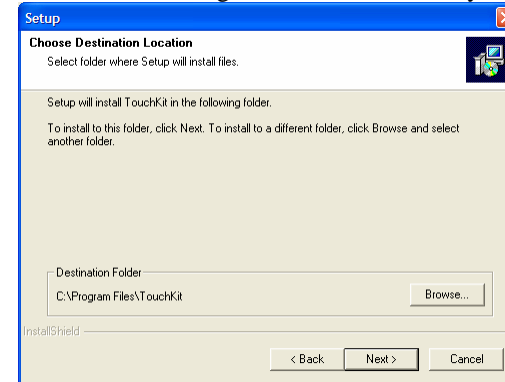 Setup
Choose Destination Location
Select folder where Setup will install files.
Setup will install TouchKit in the following folder.
To install to this folder, click Next. To install to a different folder, click Browse and select
another folder.
Destination Folder
C:\Program Files\TouchKit
Browse...
InstallShield
< Back
Next >
Cancel